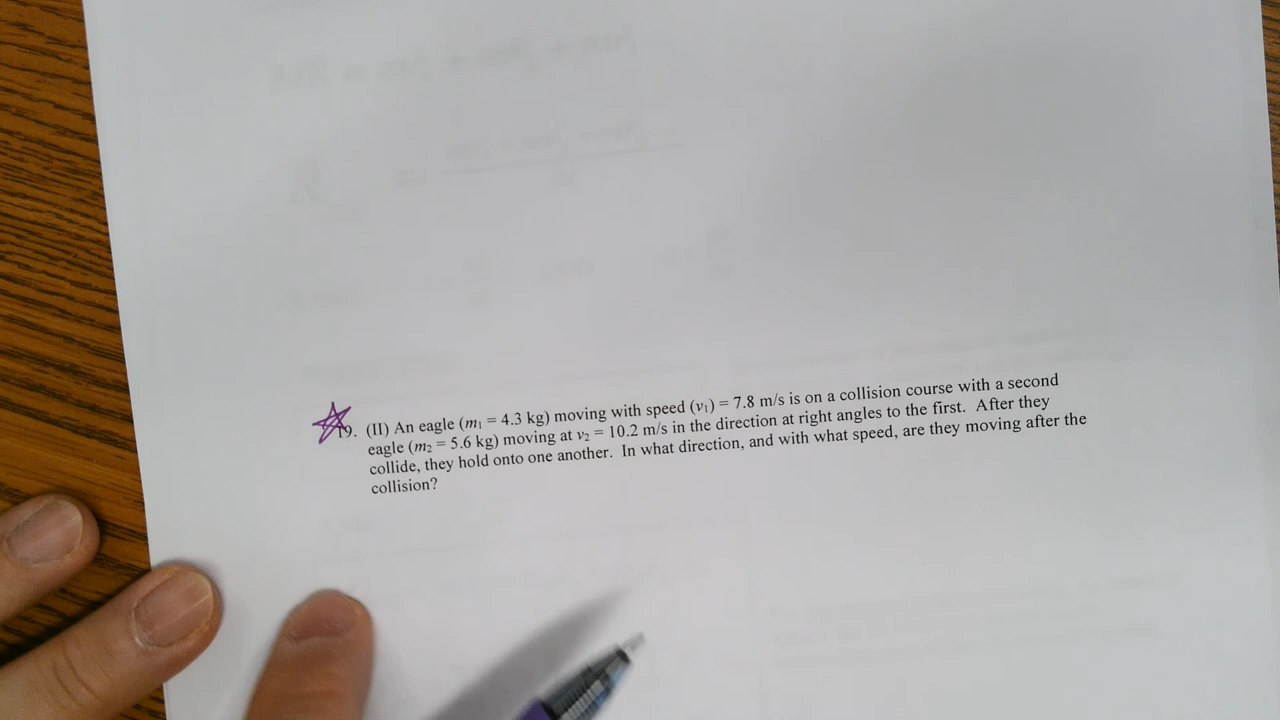 19. (II) An eagle (m₁ = 4.3 kg) moving with speed (v₁) = 7.8 m/s is on a collision course with a second
eagle (m₂ = 5.6 kg) moving at v₂ = 10.2 m/s in the direction at right angles to the first. After they
collide, they hold onto one another. In what direction, and with what speed, are they moving after the
collision?